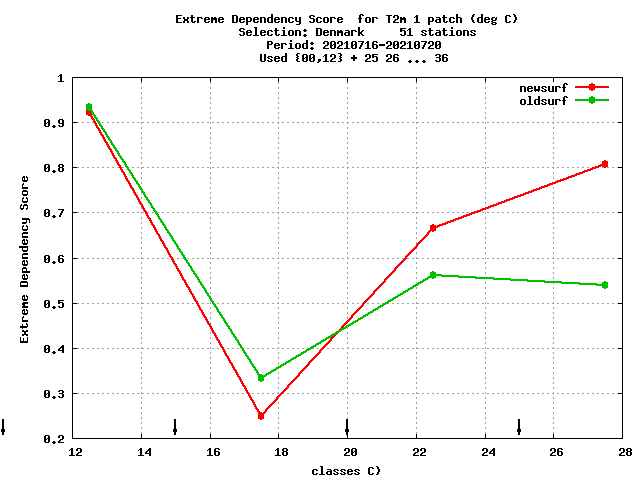 Extreme Dependency Score  for T2m 1 patch (deg C)
Selection: Denmark     51 stations
Period: 20210716-20210720
Used {00,12} + 25 26 ... 36
newsurf
oldsurf
1
0.9
0.8
0.7
0.6
0.5
0.4
0.3
0.2
Extreme Dependency Score
12 14 16 18 20 22 24 26 28
classes C)